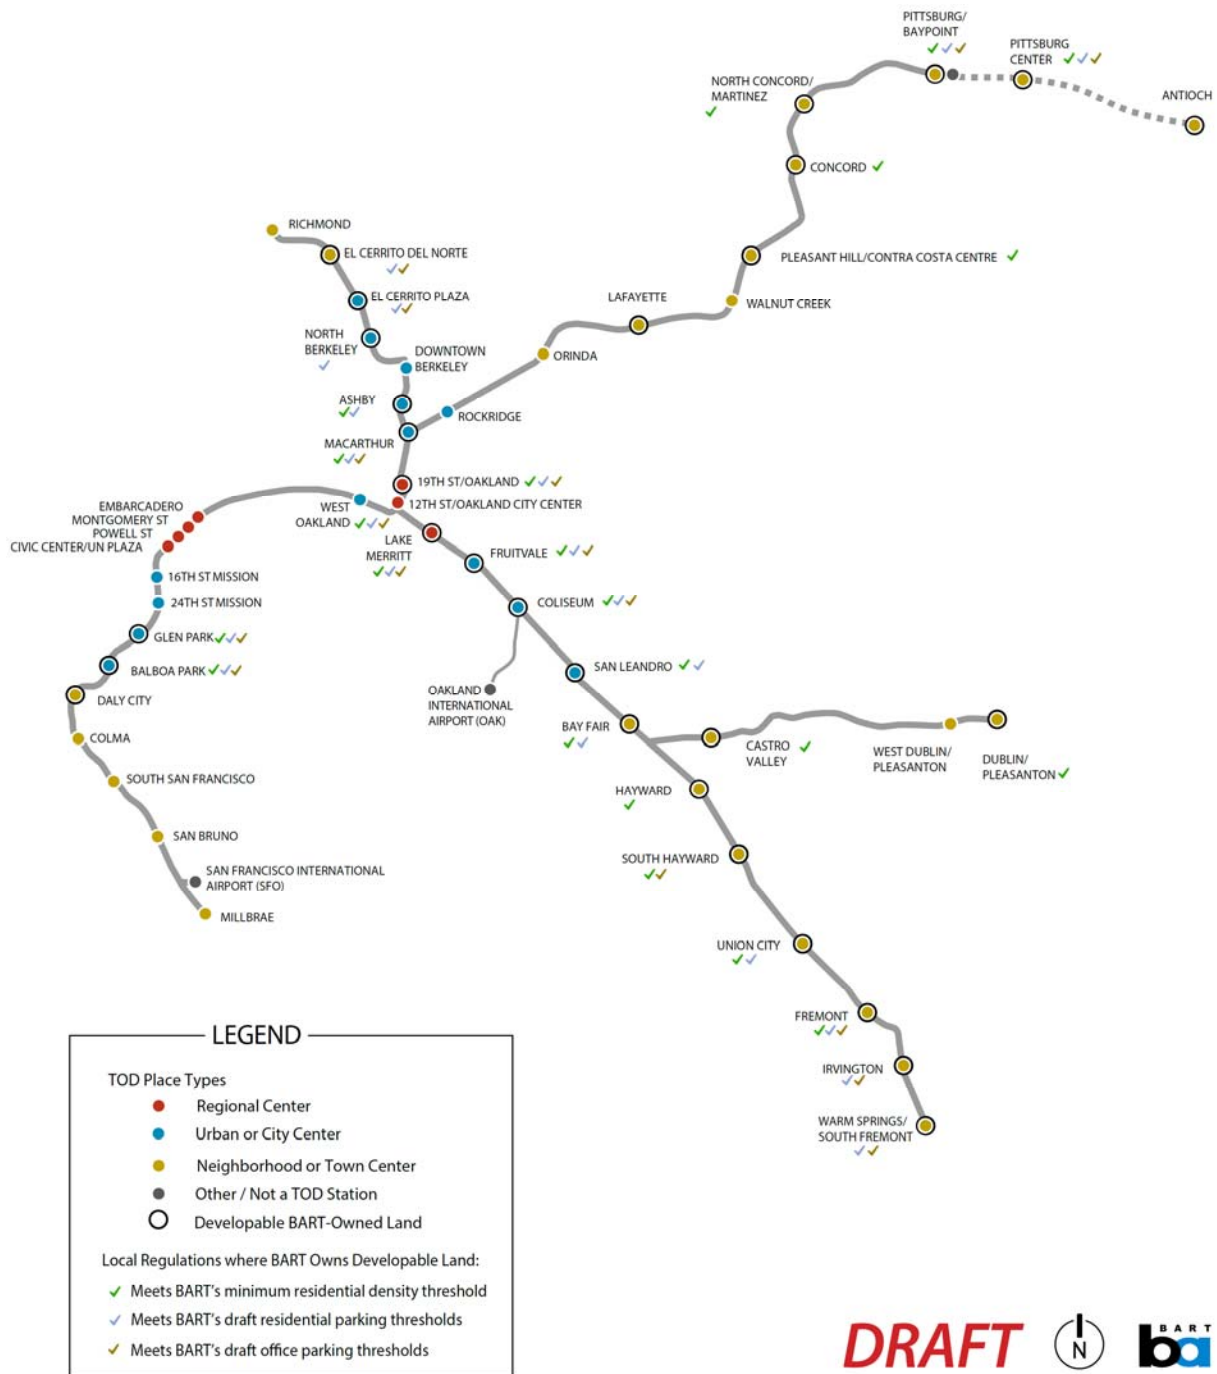 PITTSBURG/
BAYPOINT
PITTSBURG
CENTER
NORTH CONCORD/
MARTINEZ
ANTIOCH
CONCORD
RICHMOND
EL CERRITO DEL NORTE
PLEASANT HILL/CONTRA COSTA CENTRE
EL CERRITO PLAZA
LAFAYETTE
WALNUT CREEK
NORTH
BERKELEY
DOWNTOWN
BERKELEY
ORINDA
ASHBY
ROCKRIDGE
MACARTHUR
19TH ST/OAKLAND
12TH ST/OAKLAND CITY CENTER
EMBARCADERO
MONTGOMERY ST
POWELL ST
CIVIC CENTER/UN PLAZA
WEST
OAKLAND
LAKE
MERRITT
FRUITVALE
16TH ST MISSION
24TH ST MISSION
COLISEUM
GLEN PARK
BALBOA PARK
SAN LEANDRO
DALY CITY
OAKLAND
INTERNATIONAL
AIRPORT (OAK)
BAY FAIR
COLMA
CASTRO
VALLEY
WEST DUBLIN/
PLEASANTON
DUBLIN/
PLEASANTON
SOUTH SAN FRANCISCO
HAYWARD
SAN BRUNO
SOUTH HAYWARD
SAN FRANCISCO INTERNATIONAL
AIRPORT (SFO)
MILLBRAE
UNION CITY
FREMONT
IRVINGTON
WARM SPRINGS/
SOUTH FREMONT
LEGEND
TOD Place Types
Regional Center
Urban or City Center
Neighborhood or Town Center
Other / Not a TOD Station
Developable BART-Owned Land
Local Regulations where BART Owns Developable Land:
Meets BART's minimum residential density threshold
Meets BART's draft residential parking thresholds
Meets BART's draft office parking thresholds
DRAFT
N
BART
ba